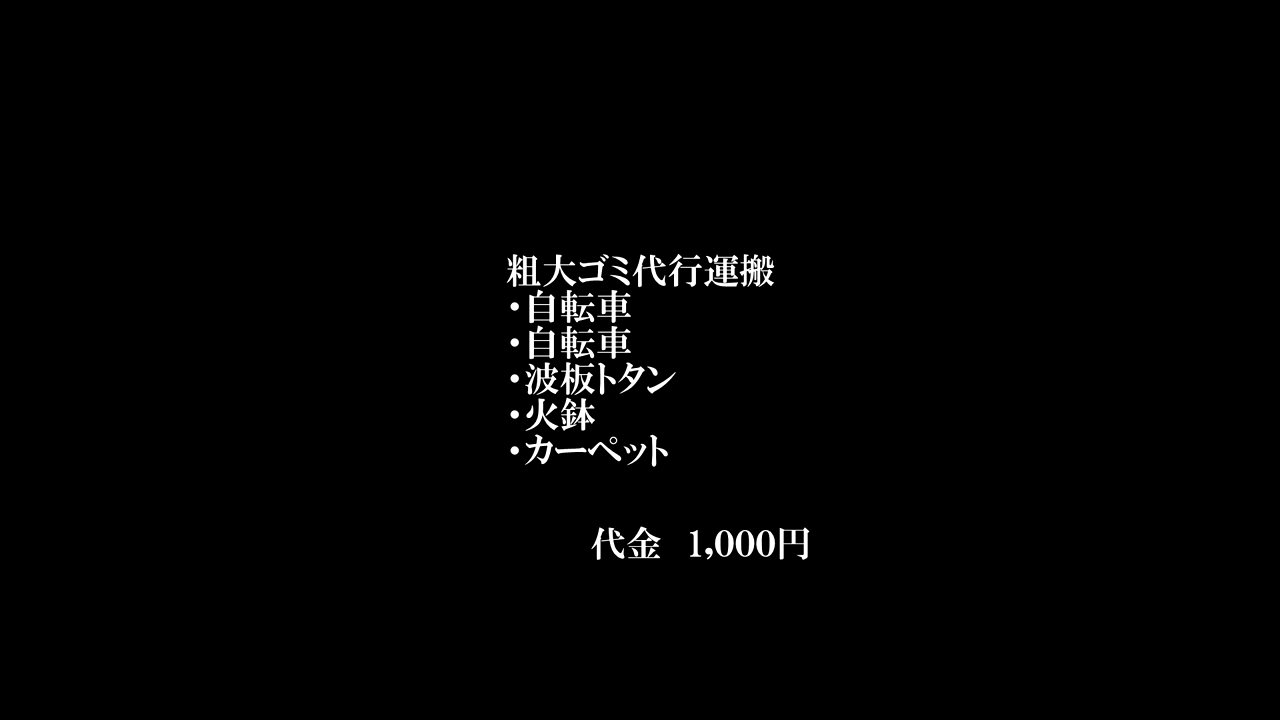 粗大ゴミ代行運搬
・自転車
・自転車
・波板トタン
・火鉢
・カーペット
代金　1,000円